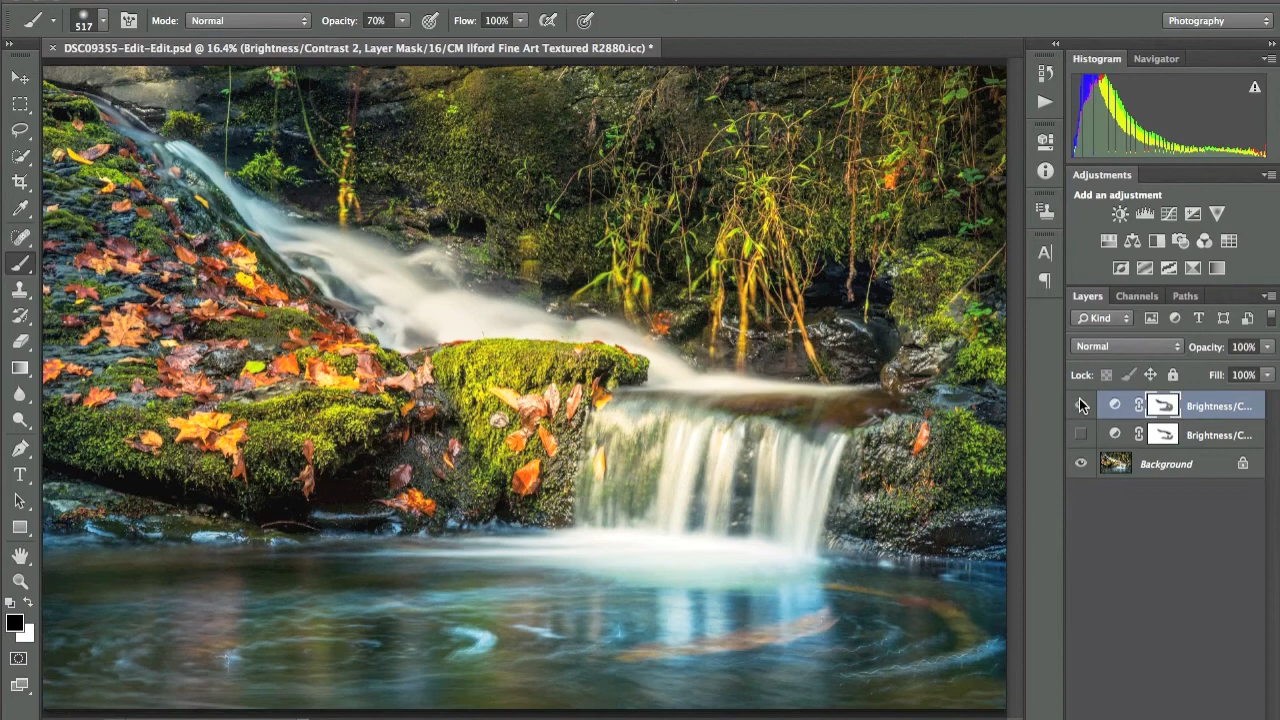 517
Mode: Normal
Opacity: 70%
Flow: 100%
Photography
× DSC09355-Edit-Edit.psd @ 16.4% (Brightness/Contrast 2, Layer Mask/16/CM Ilford Fine Art Textured R2880.icc) *
Histogram
Navigator
Adjustments
Add an adjustment
Layers
Channels
Paths
Kind
Normal
Opacity: 100%
Lock:
Fill: 100%
Brightness/C...
Brightness/C...
Background